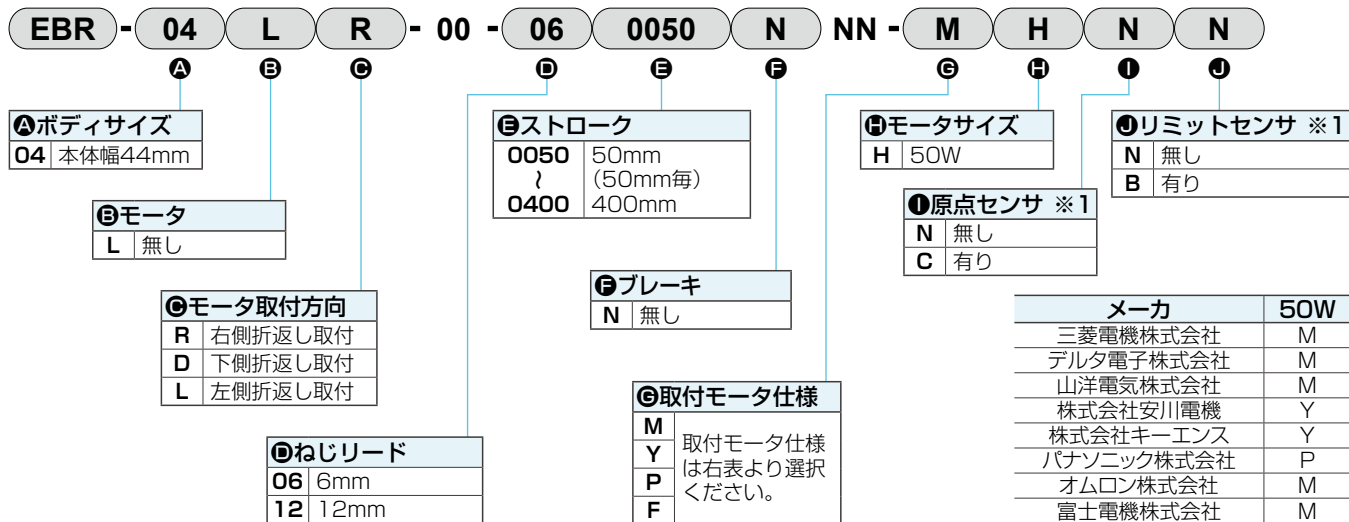 EBR - 04 L R - 00 - 06 0050 N NN - M H N N
Ⓐ Ⓑ Ⓒ Ⓓ Ⓔ Ⓕ Ⓖ Ⓗ Ⓘ Ⓙ
Ⓐボディサイズ
04 本体幅44mm
Ⓑモータ
L 無し
Ⓒモータ取付方向
R 右側折返し取付
D 下側折返し取付
L 左側折返し取付
Ⓓねじリード
06 6mm
12 12mm
Ⓔストローク
0050 50mm
〜 (50mm毎)
0400 400mm
Ⓕブレーキ
N 無し
Ⓖ取付モータ仕様
M
Y
P
F
取付モータ仕様
は右表より選択
ください。
Ⓗモータサイズ
H 50W
Ⓘ原点センサ ※1
N 無し
C 有り
Ⓙリミットセンサ ※1
N 無し
B 有り
メーカ 50W
三菱電機株式会社 M
デルタ電子株式会社 M
山洋電気株式会社 M
株式会社安川電機 Y
株式会社キーエンス Y
パナソニック株式会社 P
オムロン株式会社 M
富士電機株式会社 M